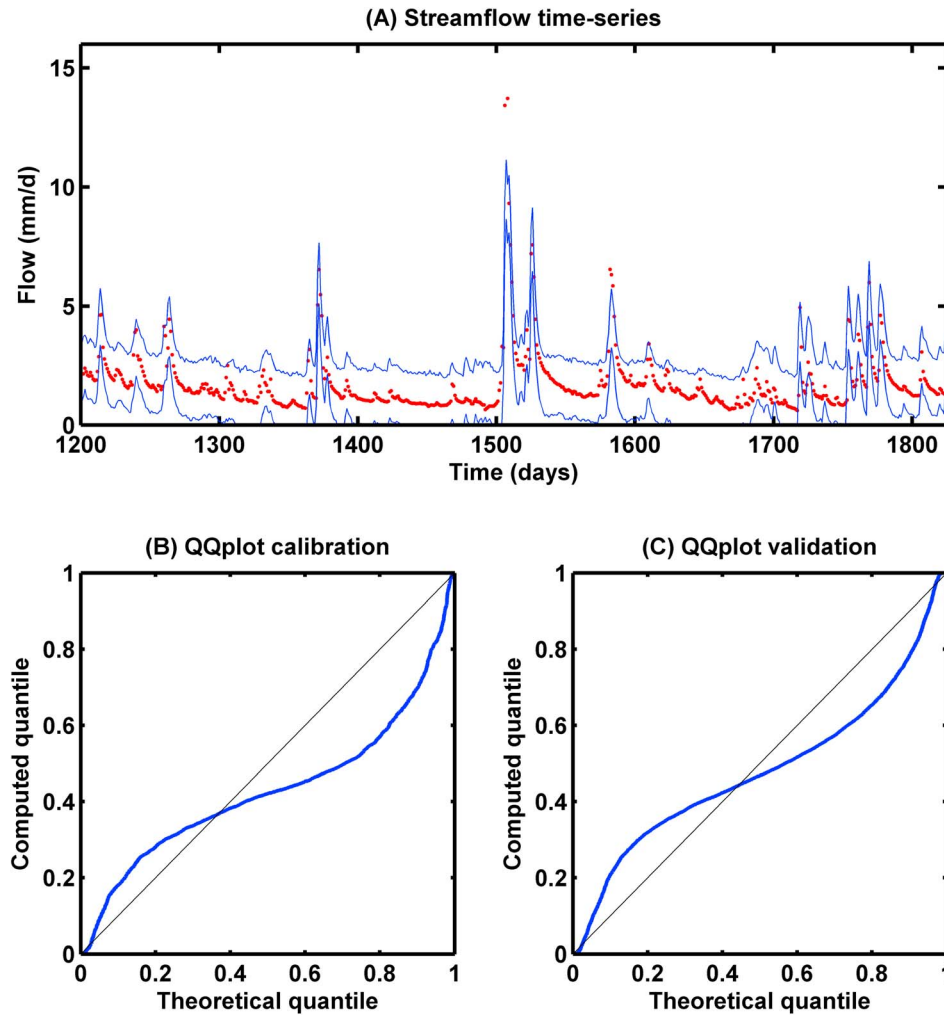 (A) Streamflow time-series
15
10
5
0
Flow (mm/d)
1200 1300 1400 1500 1600 1700 1800
Time (days)
(B) QQplot calibration
1
0.8
0.6
0.4
0.2
0
Computed quantile
0 0.2 0.4 0.6 0.8 1
Theoretical quantile
(C) QQplot validation
1
0.8
0.6
0.4
0.2
0
Computed quantile
0 0.2 0.4 0.6 0.8 1
Theoretical quantile